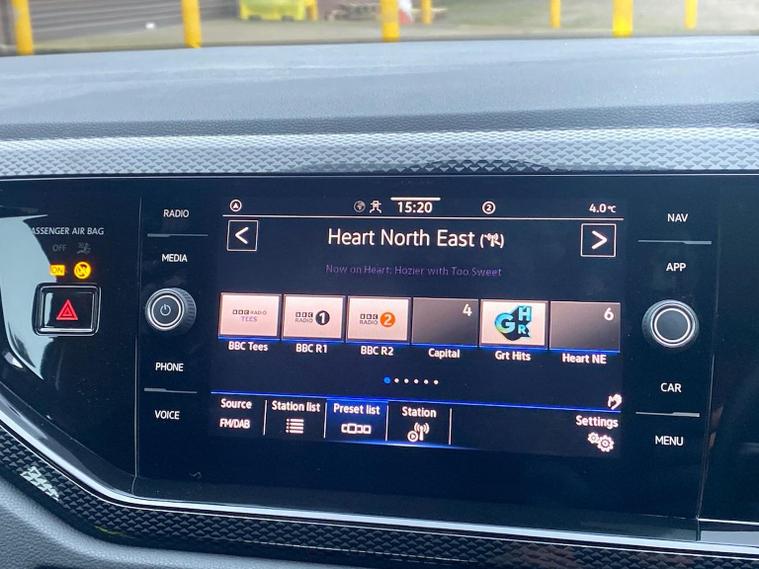 RADIO
15:20
2
4.0°C
NAV
PASSENGER AIR BAG
OFF
ON
MEDIA
Heart North East
Now on Heart: Hozier with Too Sweet
APP
BBC RADIO TEES
BBC RADIO 1
BBC RADIO 2
4
GHR
6
BBC Tees
BBC R1
BBC R2
Capital
Grt Hits
Heart NE
PHONE
CAR
VOICE
Source
FM/DAB
Station list
Preset list
Station
Settings
MENU